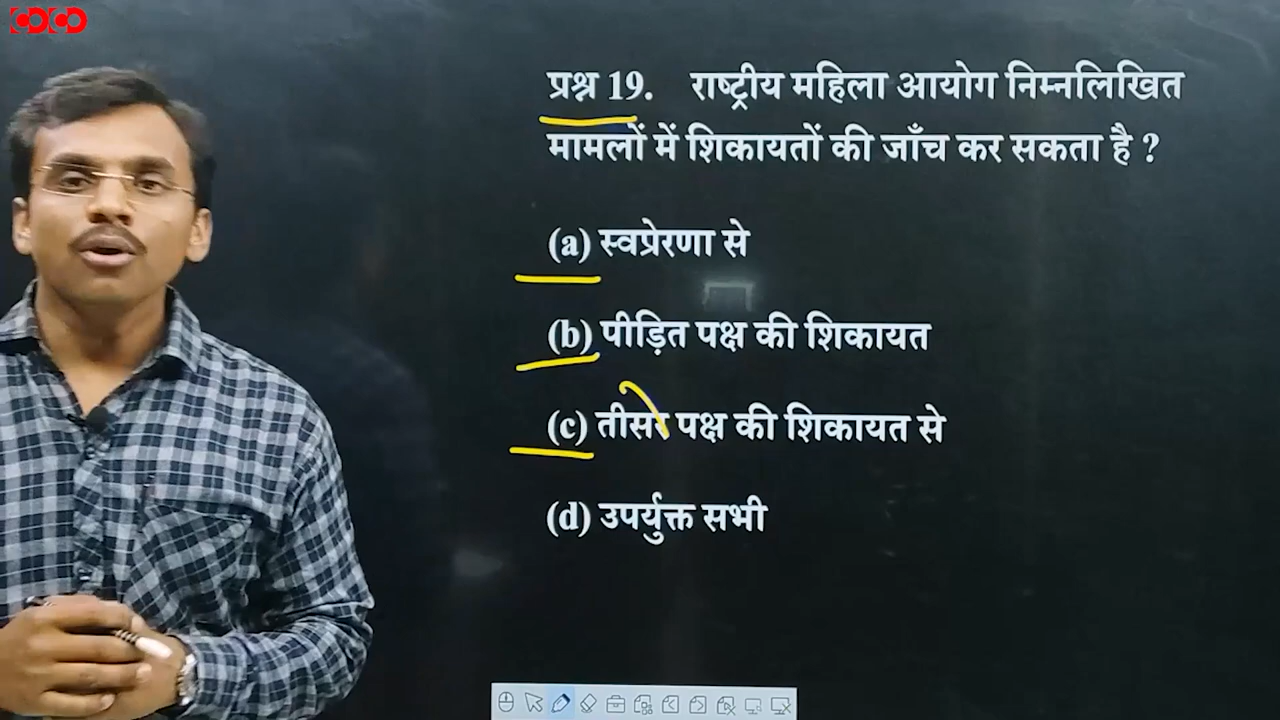 प्रश्न 19. राष्ट्रीय महिला आयोग निम्नलिखित
मामलों में शिकायतों की जाँच कर सकता है ?
(a) स्वप्रेरणा से
(b) पीड़ित पक्ष की शिकायत
(c) तीसरे पक्ष की शिकायत से
(d) उपर्युक्त सभी